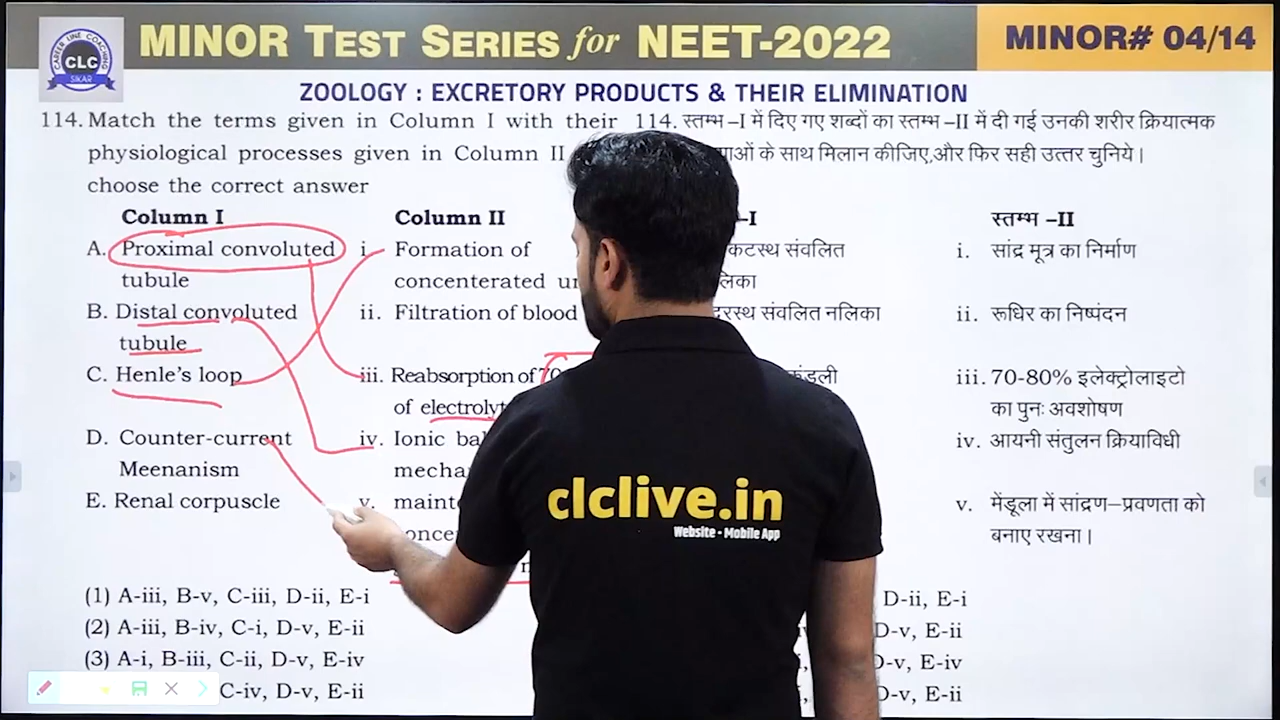 CAREER LINE COACHING
CLC
SIKAR
MINOR TEST SERIES for NEET-2022
MINOR# 04/14
ZOOLOGY : EXCRETORY PRODUCTS & THEIR ELIMINATION
114. Match the terms given in Column I with their
physiological processes given in Column II
choose the correct answer
Column I Column II
A. Proximal convoluted i. Formation of
tubule concenterated
B. Distal convoluted ii. Filtration of blood
tubule
C. Henle's loop iii. Reabsorption of
of
D. Counter-current iv. Ionic
Meenanism
E. Renal corpuscle v.
(1) A-iii, B-v, C-iii, D-ii, E-i
(2) A-iii, B-iv, C-i, D-v, E-ii
(3) A-i, B-iii, C-ii, D-v, E-iv
C-iv, D-v, E-ii
114. स्तम्भ –I में दिए गए शब्दों का स्तम्भ –II में दी गई उनकी शरीर क्रियात्मक
के साथ मिलान कीजिए,और फिर सही उत्तर चुनिये।
–I स्तम्भ –II
संवलित i. सांद्र मूत्र का निर्माण
संवलित नलिका ii. रूधिर का निष्पंदन
iii. 70-80% इलेक्ट्रोलाइटो
का पुनः अवशोषण
iv. आयनी संतुलन क्रियाविधी
v. मेंडूला में सांद्रण–प्रवणता को
बनाए रखना।
D-ii, E-i
D-v, E-ii
D-v, E-iv
D-v, E-ii
clclive.in
Website • Mobile App